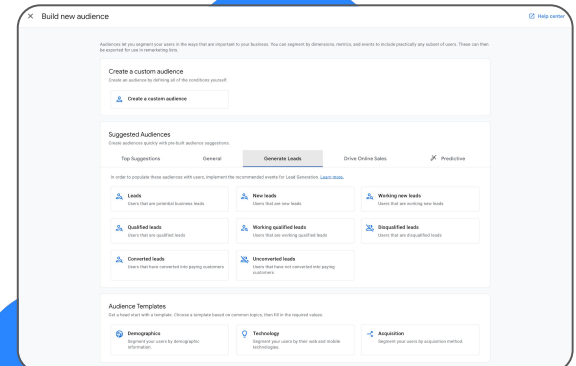 Build new audience
Help center
Audiences let you segment your users in the ways that are important to your business. You can segment by dimensions, metrics, and events to include practically any subset of users. These can then
be exported for use in remarketing lists.
Create a custom audience
Create an audience by defining all of the conditions yourself.
Create a custom audience
Suggested Audiences
Create audiences quickly with pre-built audience suggestions.
Top Suggestions
General
Generate Leads
Drive Online Sales
Predictive
In order to populate these audiences with users, implement the recommended events for Lead Generation. Learn more.
Leads
Users that are potential business leads
New leads
Users that are new leads
Working new leads
Users that are working new leads
Qualified leads
Users that are qualified leads
Working qualified leads
Users that are working qualified leads
Disqualified leads
Users that are disqualified leads
Converted leads
Users that have converted into paying customers
Unconverted leads
Users that have not converted into paying
customers
Audience Templates
Get a head start with a template. Choose a template based on common topics, then fill in the required values.
Demographics
Segment your users by demographic
information.
Technology
Segment your users by their web and mobile
technologies.
Acquisition
Segment your users by acquisition method.